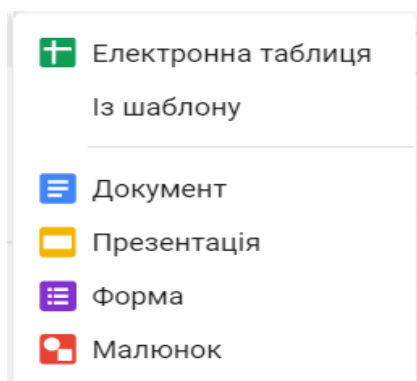 Електронна таблиця
Із шаблону
Документ
Презентація
Форма
Малюнок